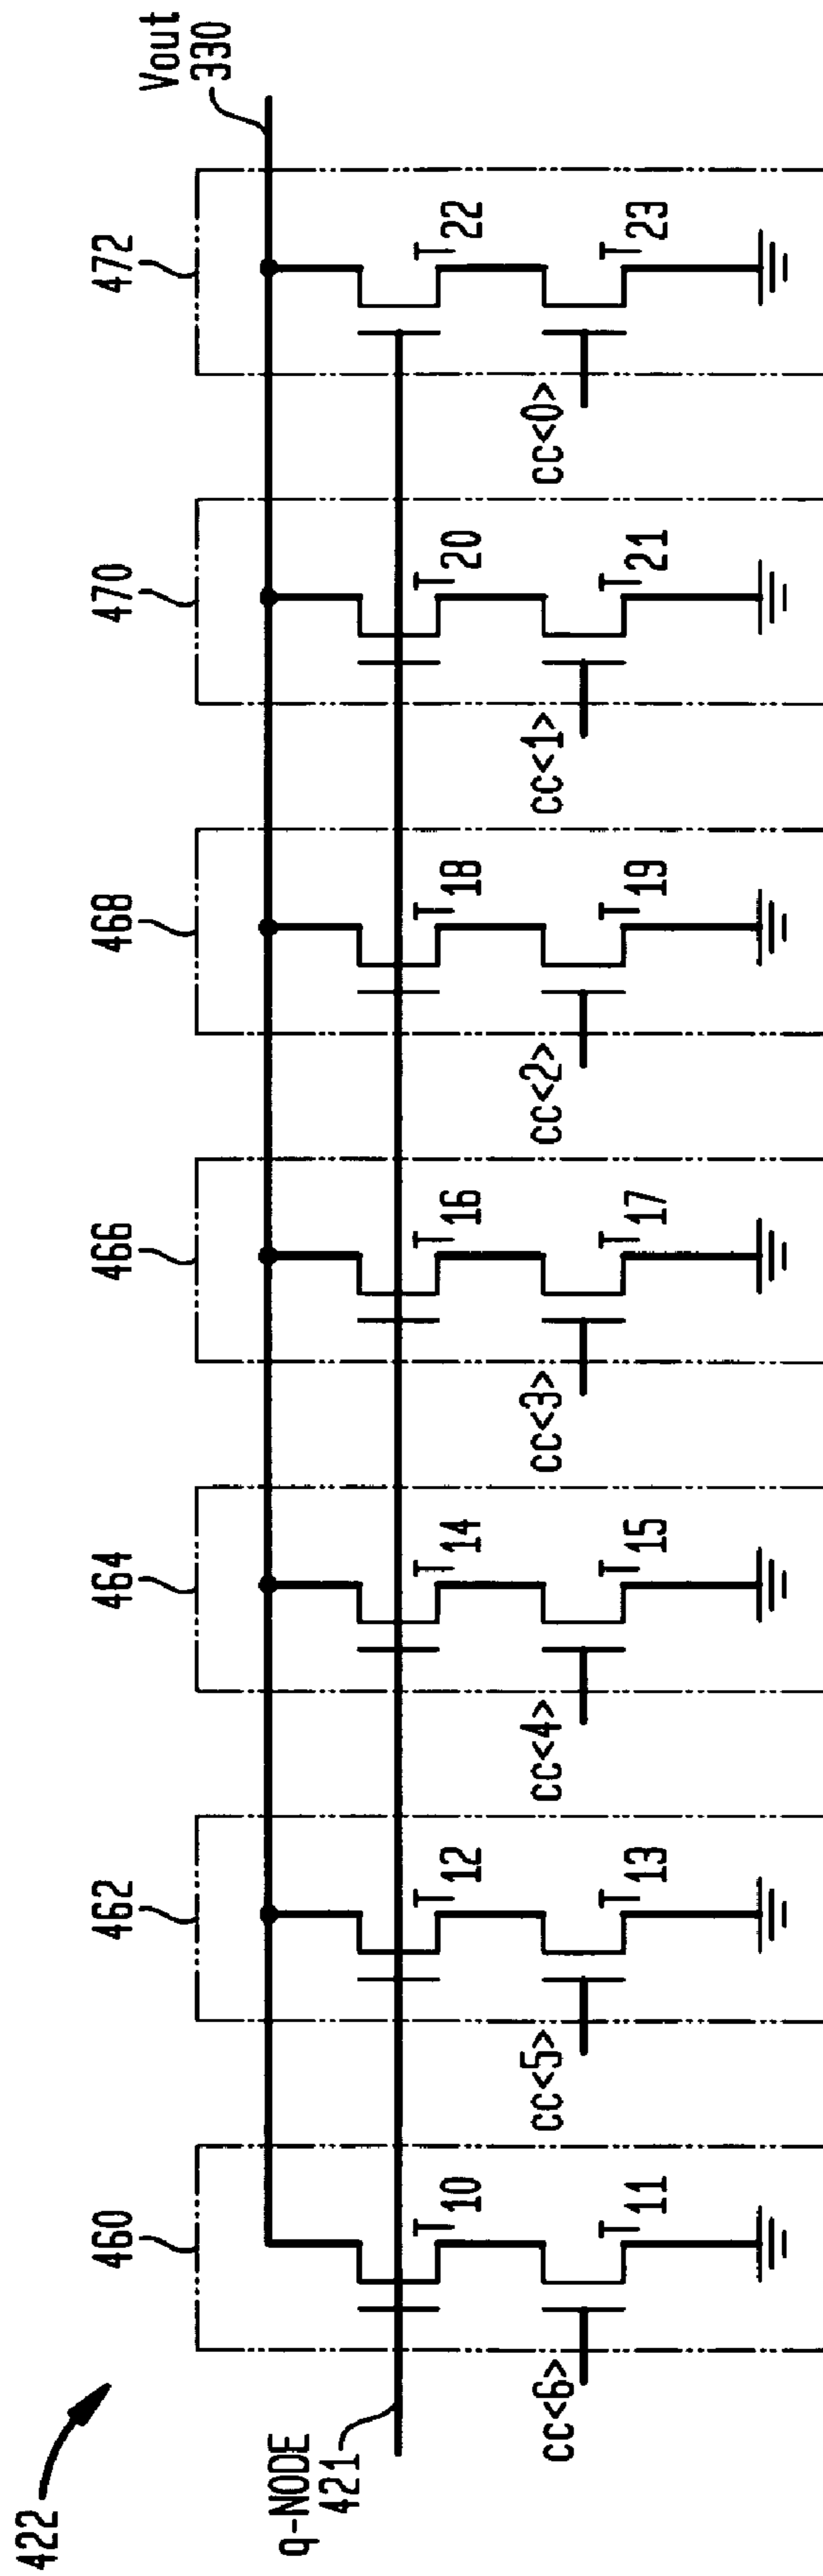 422
460
462
464
466
468
470
472
Vout
330
q-NODE
421
T10
T12
T14
T16
T18
T20
T22
cc<6>
cc<5>
cc<4>
cc<3>
cc<2>
cc<1>
cc<0>
T11
T13
T15
T17
T19
T21
T23